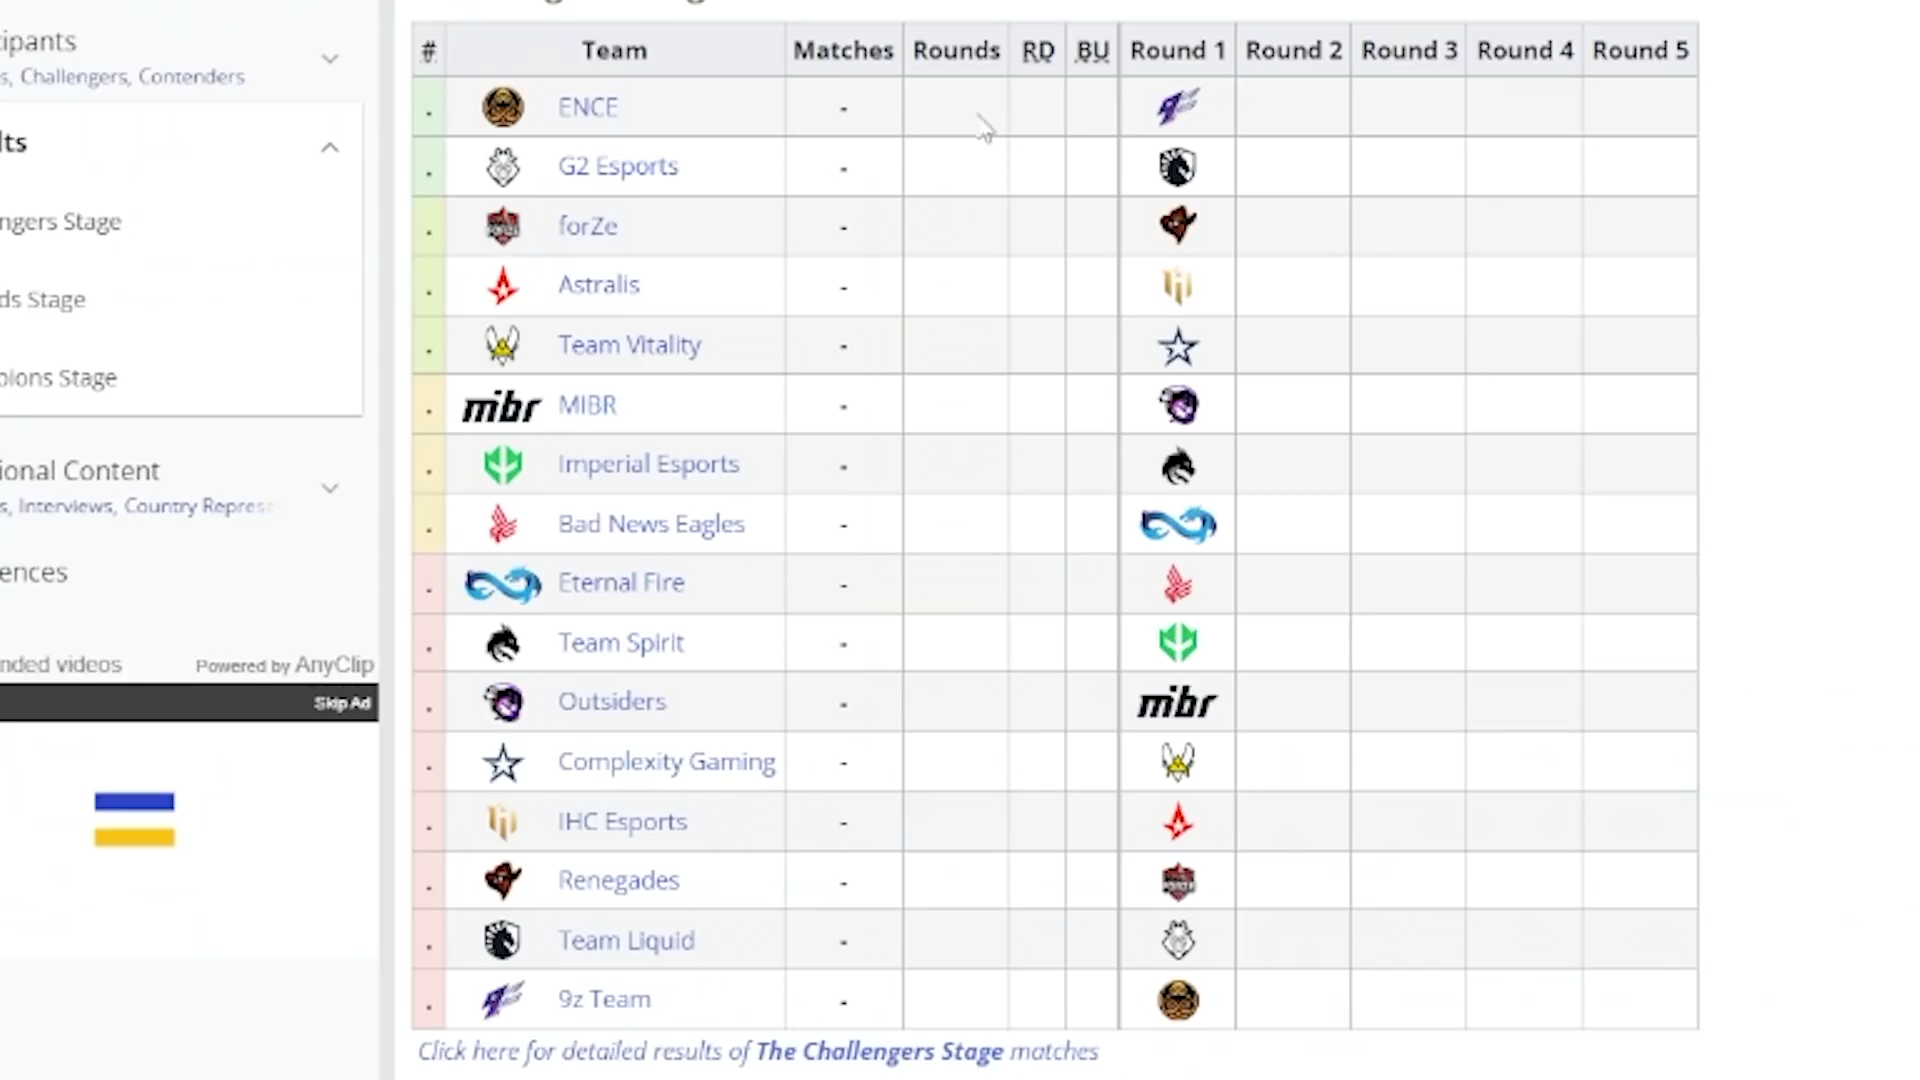 cipants
s, Challengers, Contenders
lts
ngers Stage
ds Stage
pions Stage
ional Content
s, Interviews, Country Repres
ences
nded videos Powered by AnyClip
Skip Ad
# Team Matches Rounds RD BU Round 1 Round 2 Round 3 Round 4 Round 5
. ENCE -
. G2 Esports -
. forZe -
. Astralis -
. Team Vitality -
. mibr MIBR -
. Imperial Esports -
. Bad News Eagles -
. Eternal Fire -
. Team Spirit -
. Outsiders - mibr
. Complexity Gaming -
. IHC Esports -
. Renegades -
. Team Liquid -
. 9z Team -
Click here for detailed results of The Challengers Stage matches